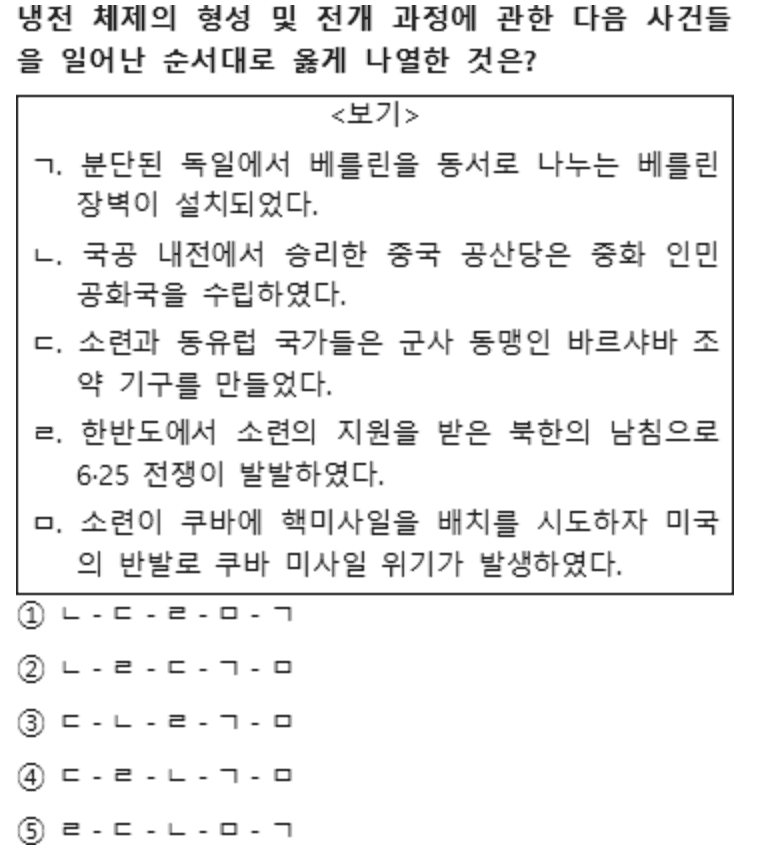 냉전 체제의 형성 및 전개 과정에 관한 다음 사건들
을 일어난 순서대로 옳게 나열한 것은?
<보기>
ㄱ. 분단된 독일에서 베를린을 동서로 나누는 베를린
장벽이 설치되었다.
ㄴ. 국공 내전에서 승리한 중국 공산당은 중화 인민
공화국을 수립하였다.
ㄷ. 소련과 동유럽 국가들은 군사 동맹인 바르샤바 조
약 기구를 만들었다.
ㄹ. 한반도에서 소련의 지원을 받은 북한의 남침으로
6·25 전쟁이 발발하였다.
ㅁ. 소련이 쿠바에 핵미사일을 배치를 시도하자 미국
의 반발로 쿠바 미사일 위기가 발생하였다.
① ㄴ - ㄷ - ㄹ - ㅁ - ㄱ
② ㄴ - ㄹ - ㄷ - ㄱ - ㅁ
③ ㄷ - ㄴ - ㄹ - ㄱ - ㅁ
④ ㄷ - ㄹ - ㄴ - ㄱ - ㅁ
⑤ ㄹ - ㄷ - ㄴ - ㅁ - ㄱ